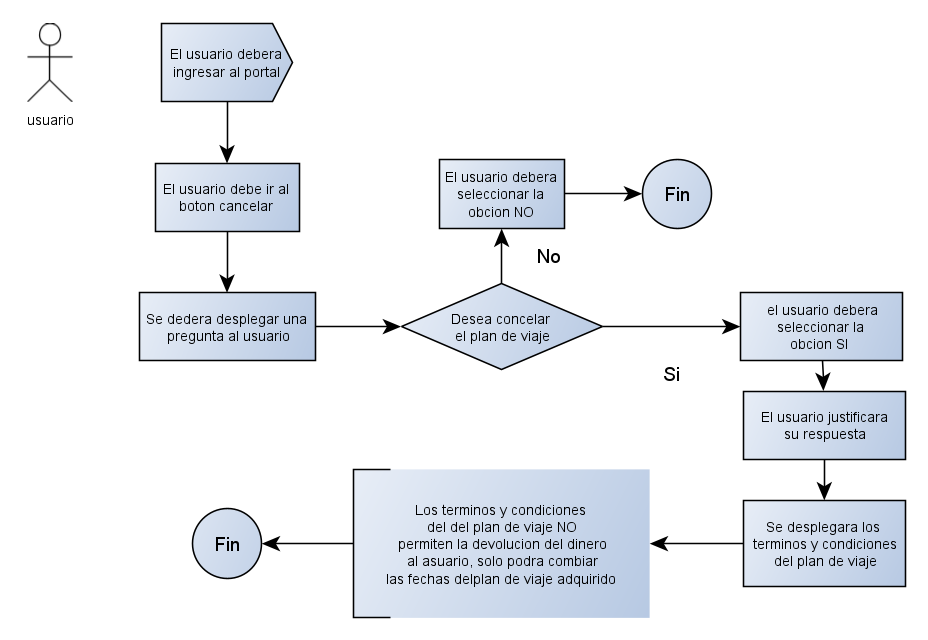 usuario
El usuario debera
ingresar al portal
El usuario debe ir al
boton cancelar
Se dedera desplegar una
pregunta al usuario
Desea concelar
el plan de viaje
No
El usuario debera
seleccionar la
obcion NO
Fin
Si
el usuario debera
seleccionar la
obcion SI
El usuario justificara
su respuesta
Se desplegara los
terminos y condiciones
del plan de viaje
Los terminos y condiciones
del del plan de viaje NO
permiten la devolucion del dinero
al asuario, solo podra combiar
las fechas delplan de viaje adquirido
Fin